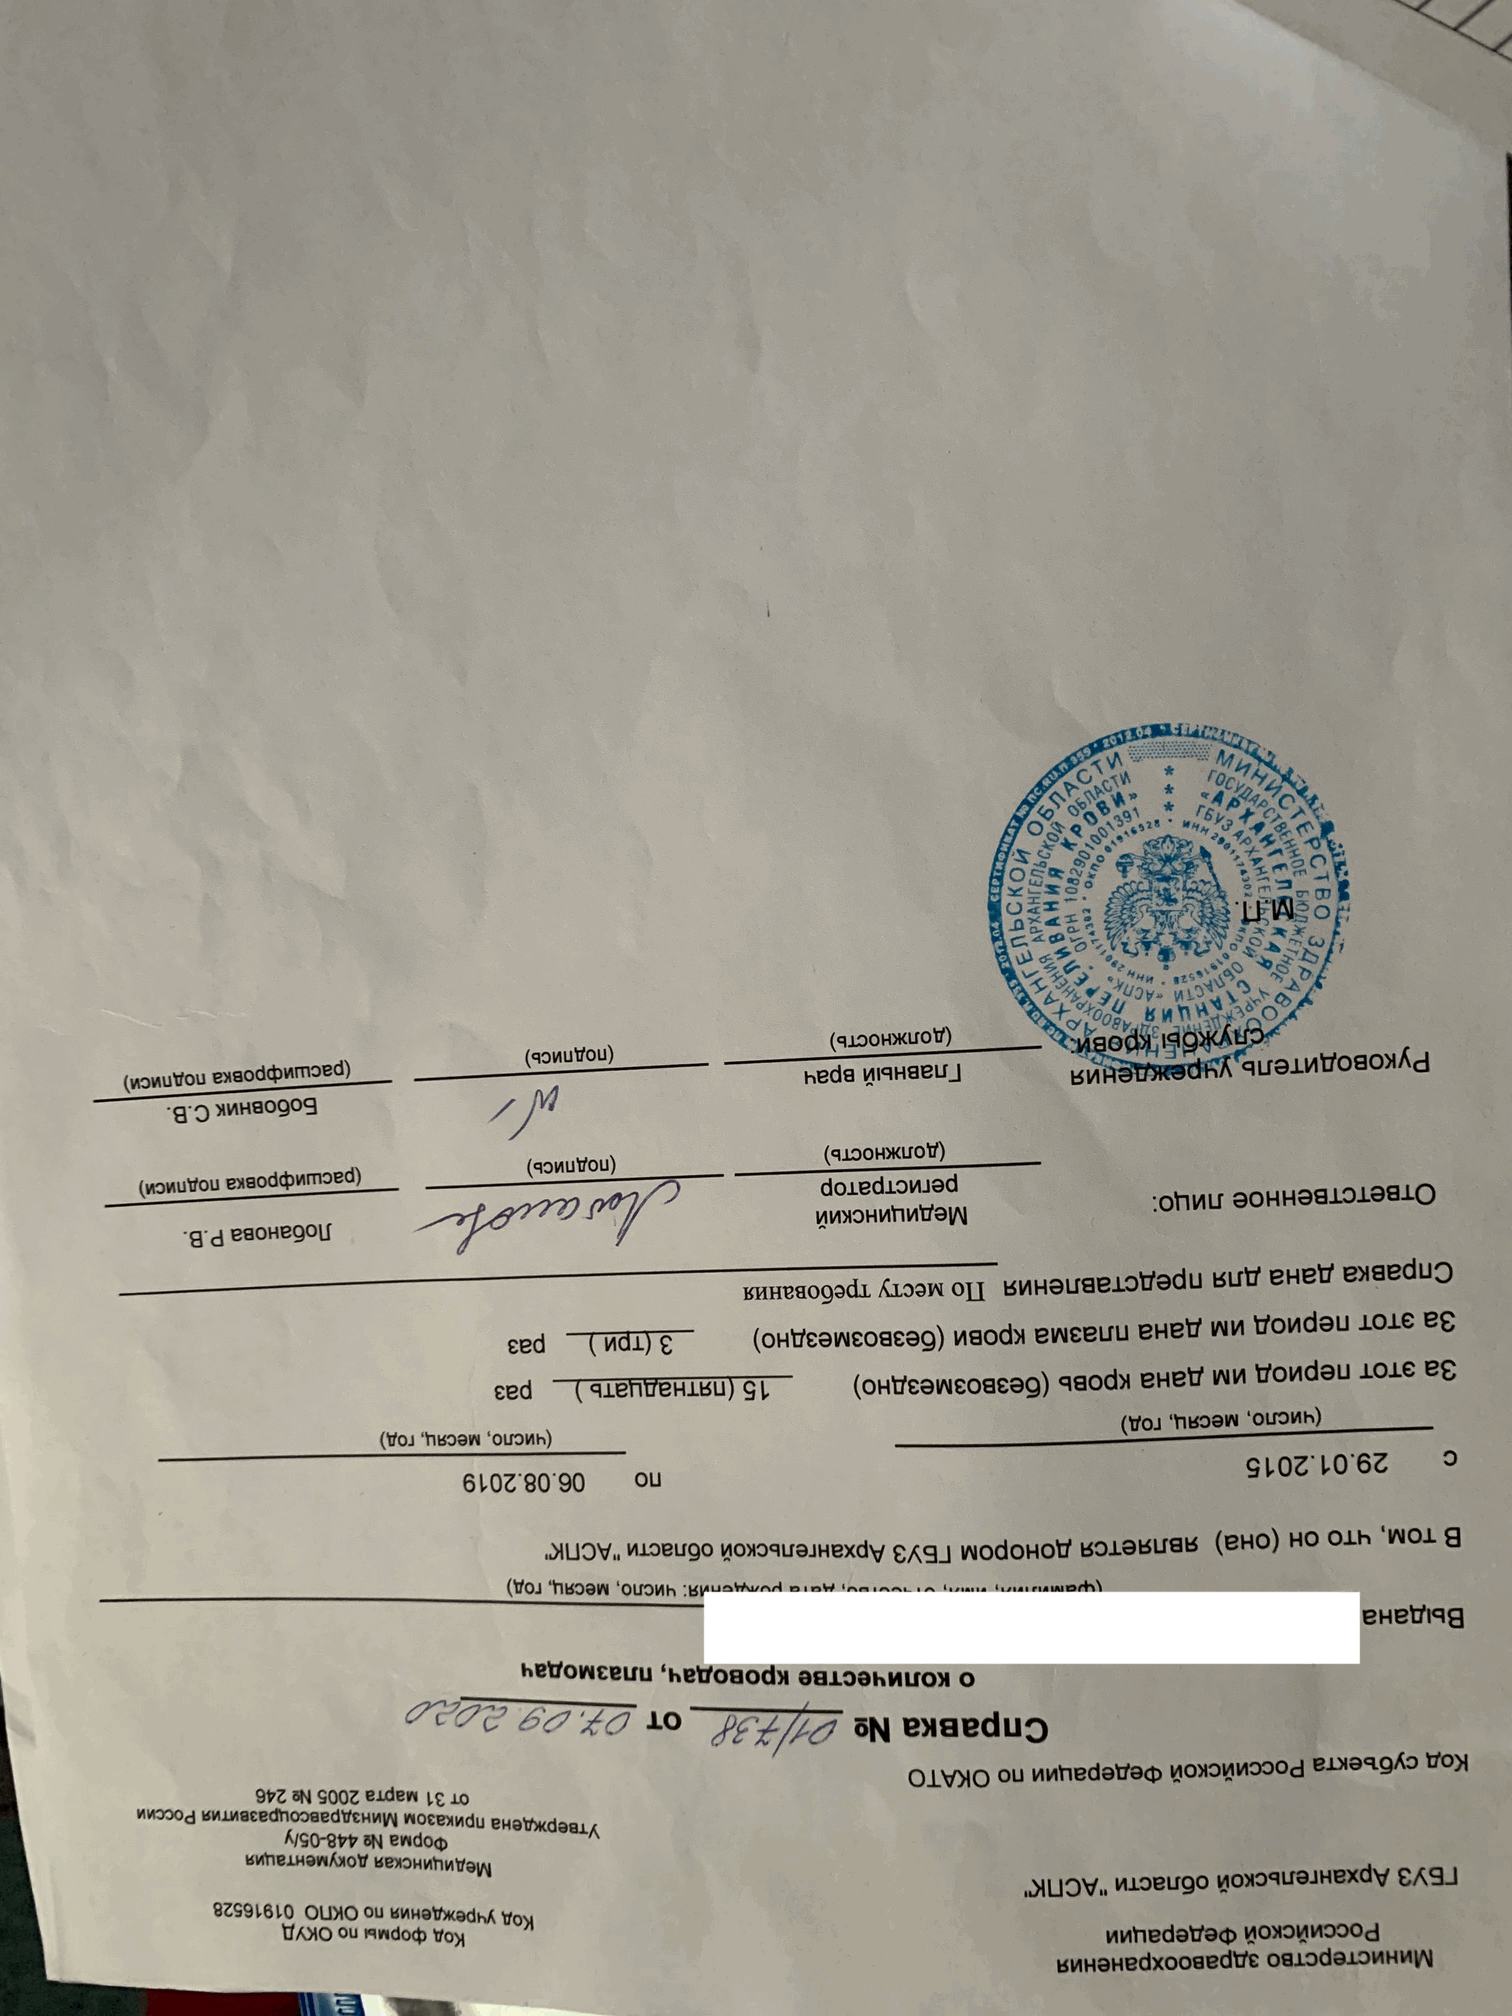 Министерство здравоохранения
Российской Федерации
ГБУЗ Архангельской области "АСПК"
Код формы по ОКУД
Код учреждения по ОКПО 01916528
Медицинская документация
Форма № 448-05/у
Утверждена приказом Минздравсоцразвития России
от 31 марта 2005 № 246
Код субъекта Российской Федерации по ОКАТО
Справка № 01/738 от 07.09.2020
о количестве кроводач, плазмодач
Выдана
(фамилия, имя, отчество, дата рождения: число, месяц, год)
В том, что он (она) является донором ГБУЗ Архангельской области "АСПК"
с 29.01.2015 по 06.08.2019
(число, месяц, год) (число, месяц, год)
За этот период им дана кровь (безвозмездно) 15 (пятнадцать ) раз
За этот период им дана плазма крови (безвозмездно) 3 (три ) раз
Справка дана для представления По месту требования
Ответственное лицо:
Медицинский
регистратор
Лобанова Р.В.
(должность) (подпись) (расшифровка подписи)
Руководитель учреждения
службы крови:
Главный врач
Бобовник С.В.
(должность) (подпись) (расшифровка подписи)
М.П.
МИНИСТЕРСТВО ЗДРАВООХРАНЕНИЯ АРХАНГЕЛЬСКОЙ ОБЛАСТИ
ГОСУДАРСТВЕННОЕ БЮДЖЕТНОЕ УЧРЕЖДЕНИЕ ЗДРАВООХРАНЕНИЯ АРХАНГЕЛЬСКОЙ ОБЛАСТИ
«АРХАНГЕЛЬСКАЯ СТАНЦИЯ ПЕРЕЛИВАНИЯ КРОВИ»
ГБУЗ АРХАНГЕЛЬСКОЙ ОБЛАСТИ «АСПК» • ОГРН 1082901001391
ИНН 2901174302 • ОКПО 01916528 • ИНН 2901174302 • ОКПО 01916528